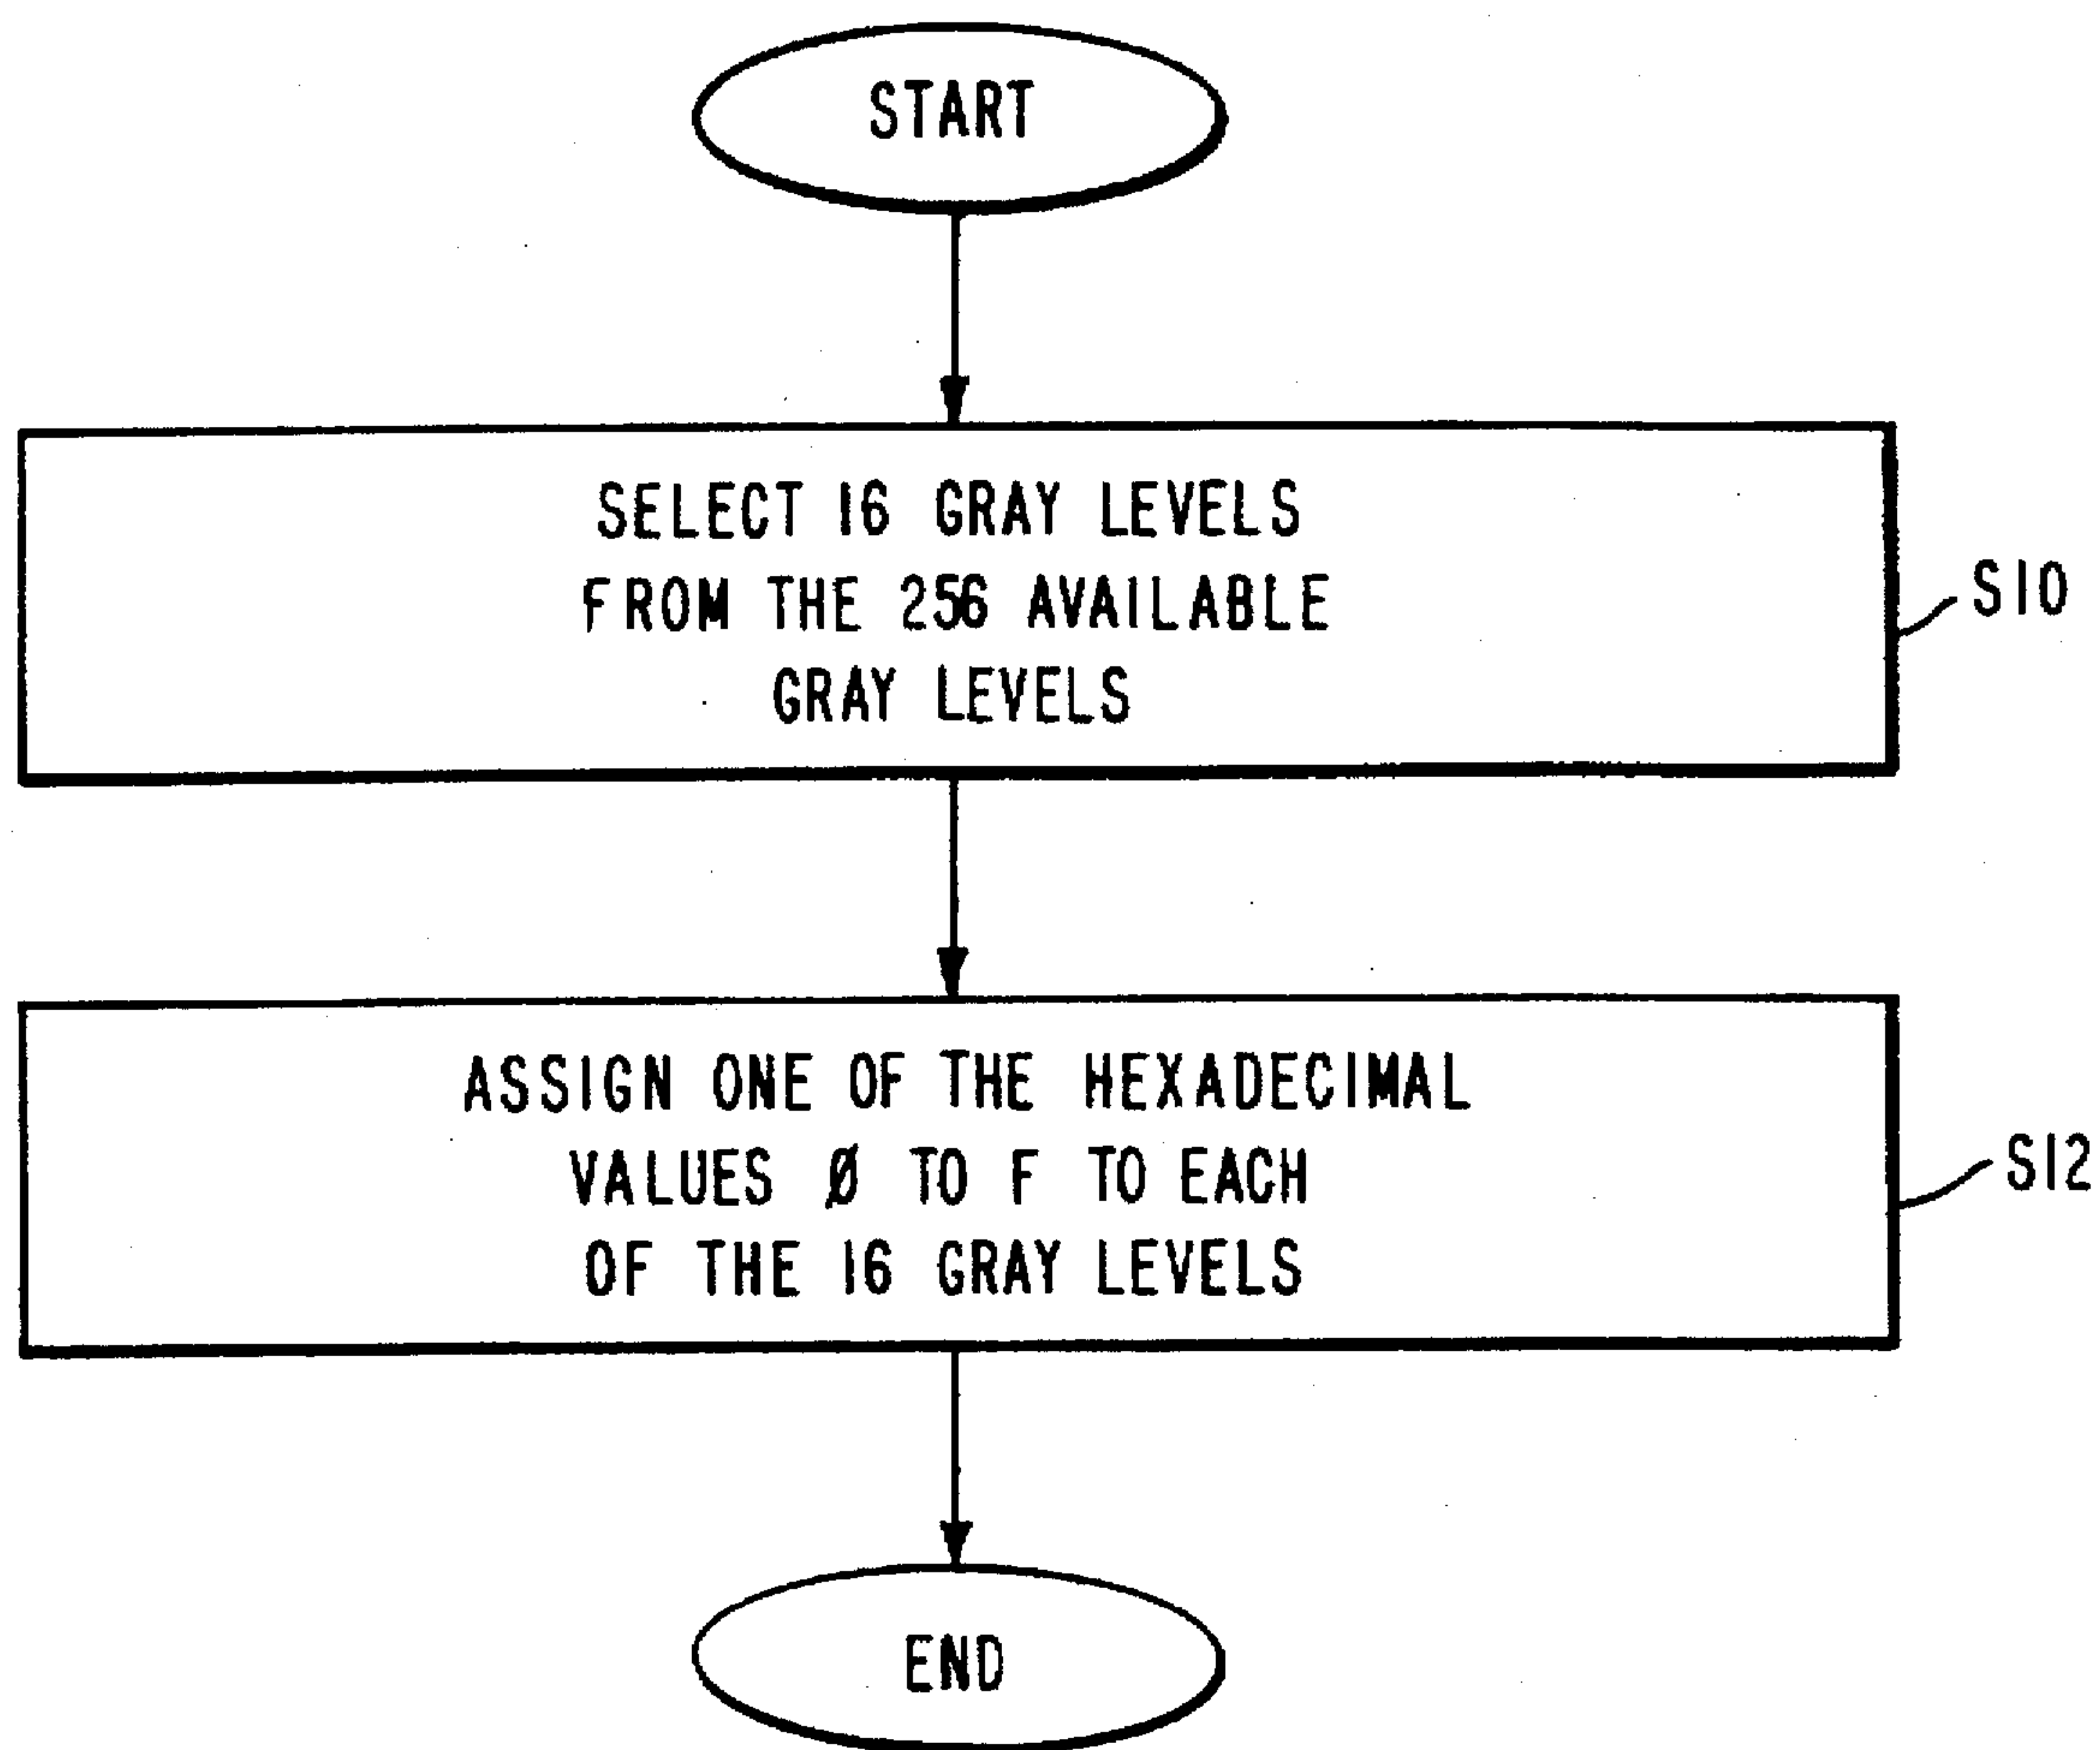 START
SELECT 16 GRAY LEVELS
FROM THE 256 AVAILABLE
GRAY LEVELS
S10
ASSIGN ONE OF THE HEXADECIMAL
VALUES Ø TO F TO EACH
OF THE 16 GRAY LEVELS
S12
END